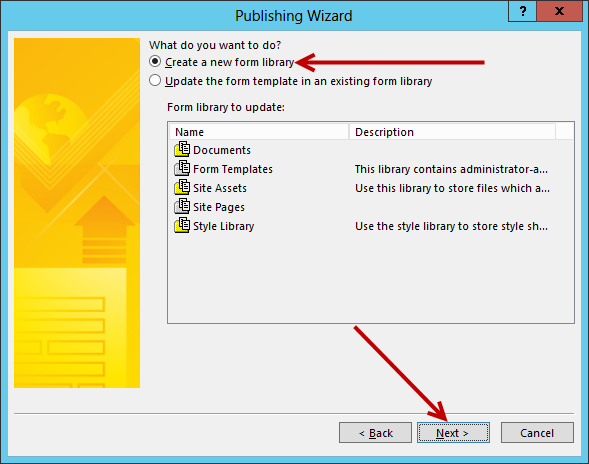 Publishing Wizard
? X
What do you want to do?
Create a new form library
Update the form template in an existing form library
Form library to update:
Name Description
Documents
Form Templates This library contains administrator-a...
Site Assets Use this library to store files which a...
Site Pages
Style Library Use the style library to store style sh...
< Back Next > Cancel